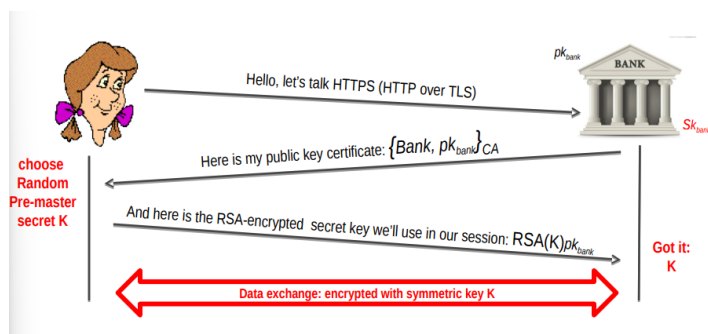 pk_bank
BANK
Hello, let's talk HTTPS (HTTP over TLS)
Sk_bank
Here is my public key certificate: {Bank, pk_bank}_CA
choose
Random
Pre-master
secret K
And here is the RSA-encrypted secret key we'll use in our session: RSA(K)pk_bank
Got it:
K
Data exchange: encrypted with symmetric key K